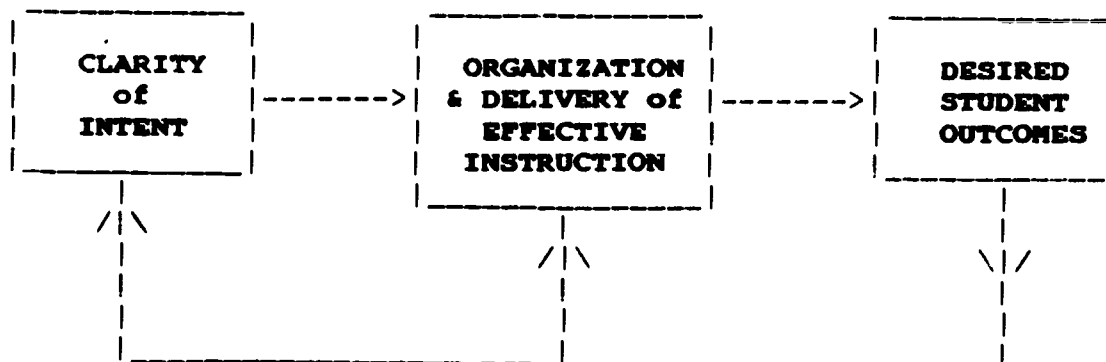 CLARITY
of
INTENT
ORGANIZATION
& DELIVERY of
EFFECTIVE
INSTRUCTION
DESIRED
STUDENT
OUTCOMES